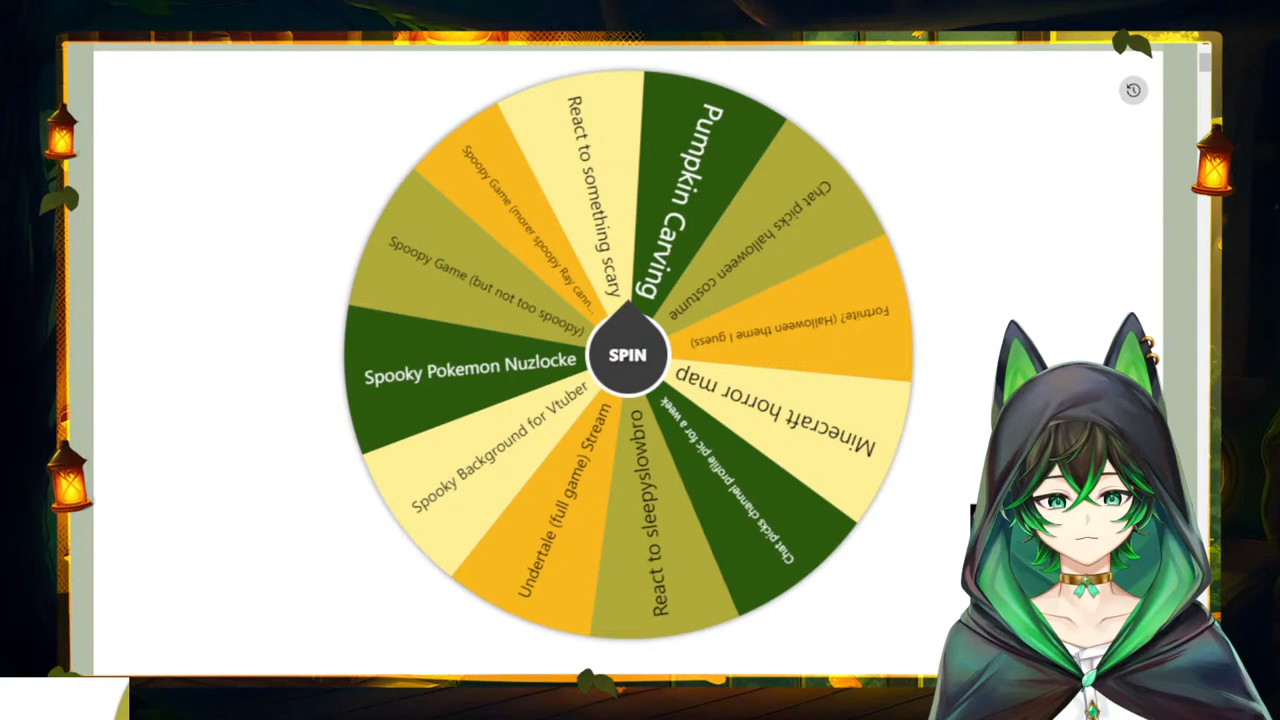 Pumpkin Carving
Chat picks halloween costume
Fortnite? (Halloween theme I guess)
Minecraft horror map
Chat picks channel profile pic for a week
React to sleepyslowbro
Undertale (full game) Stream
Spooky Background for Vtuber
Spooky Pokemon Nuzlocke
Spoopy Game (but not too spoopy)
Spoopy Game (morer spoopy Ray cann...
React to something scary
SPIN